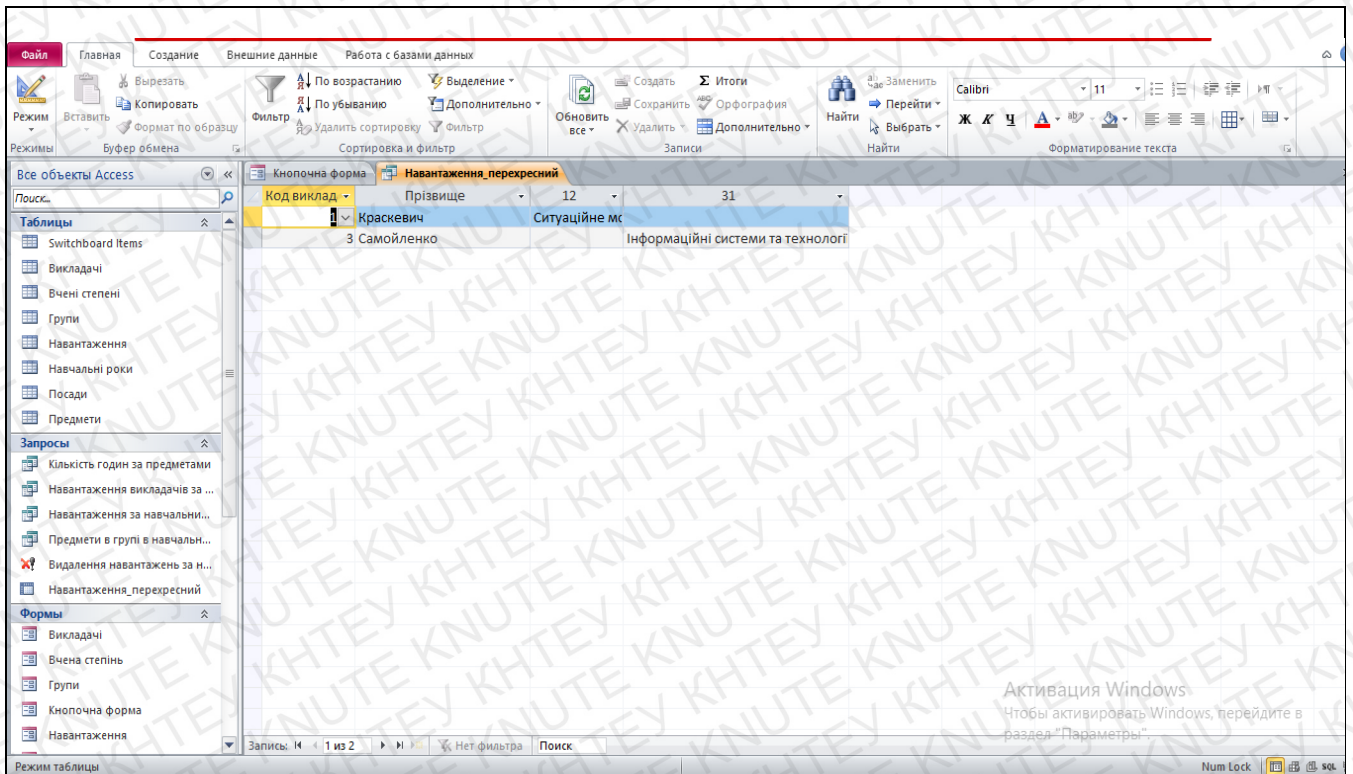 Файл Главная Создание Внешние данные Работа с базами данных
Режим
Вставить
Вырезать
Копировать
Формат по образцу
Фильтр
По возрастанию
По убыванию
Удалить сортировку
Выделение
Дополнительно
Фильтр
Обновить все
Создать
Сохранить
Удалить
Итоги
Орфография
Дополнительно
Найти
Заменить
Перейти
Выбрать
Calibri 11
Ж К Ч
Режимы Буфер обмена Сортировка и фильтр Записи Найти Форматирование текста
Все объекты Access
Поиск...
Таблицы
Switchboard Items
Викладачі
Вчені степені
Групи
Навантаження
Навчальні роки
Посади
Предмети
Запросы
Кількість годин за предметами
Навантаження викладачів за ...
Навантаження за навчальни...
Предмети в групі в навчальн...
Видалення навантажень за н...
Навантаження_перехресний
Формы
Викладачі
Вчена степінь
Групи
Кнопочна форма
Навантаження
Кнопочна форма Навантаження_перехресний
Код виклад Прізвище 12 31
1 Краскевич Ситуаційне мо
3 Самойленко Інформаційні системи та технології
Активация Windows
Чтобы активировать Windows, перейдите в
раздел "Параметры".
Запись: 1 из 2 Нет фильтра Поиск
Режим таблицы Num Lock SQL
KNUTE KHTEY